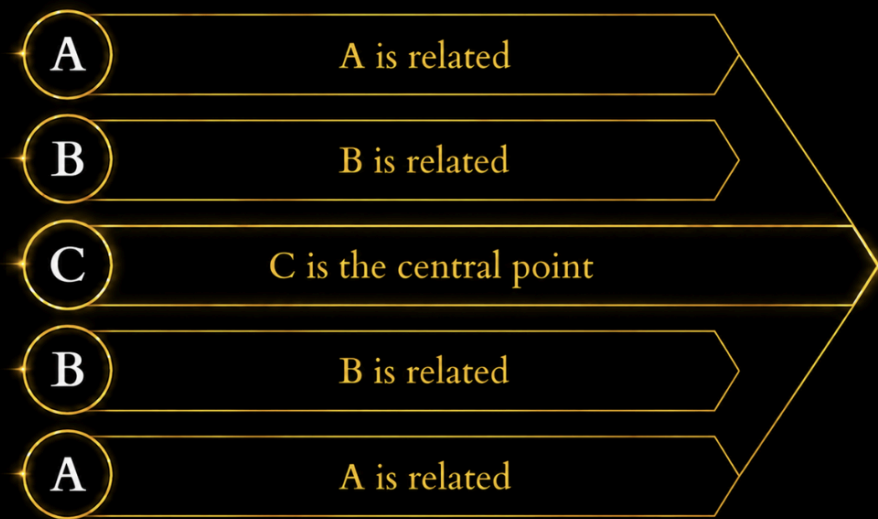 A A is related
B B is related
C C is the central point
B B is related
A A is related